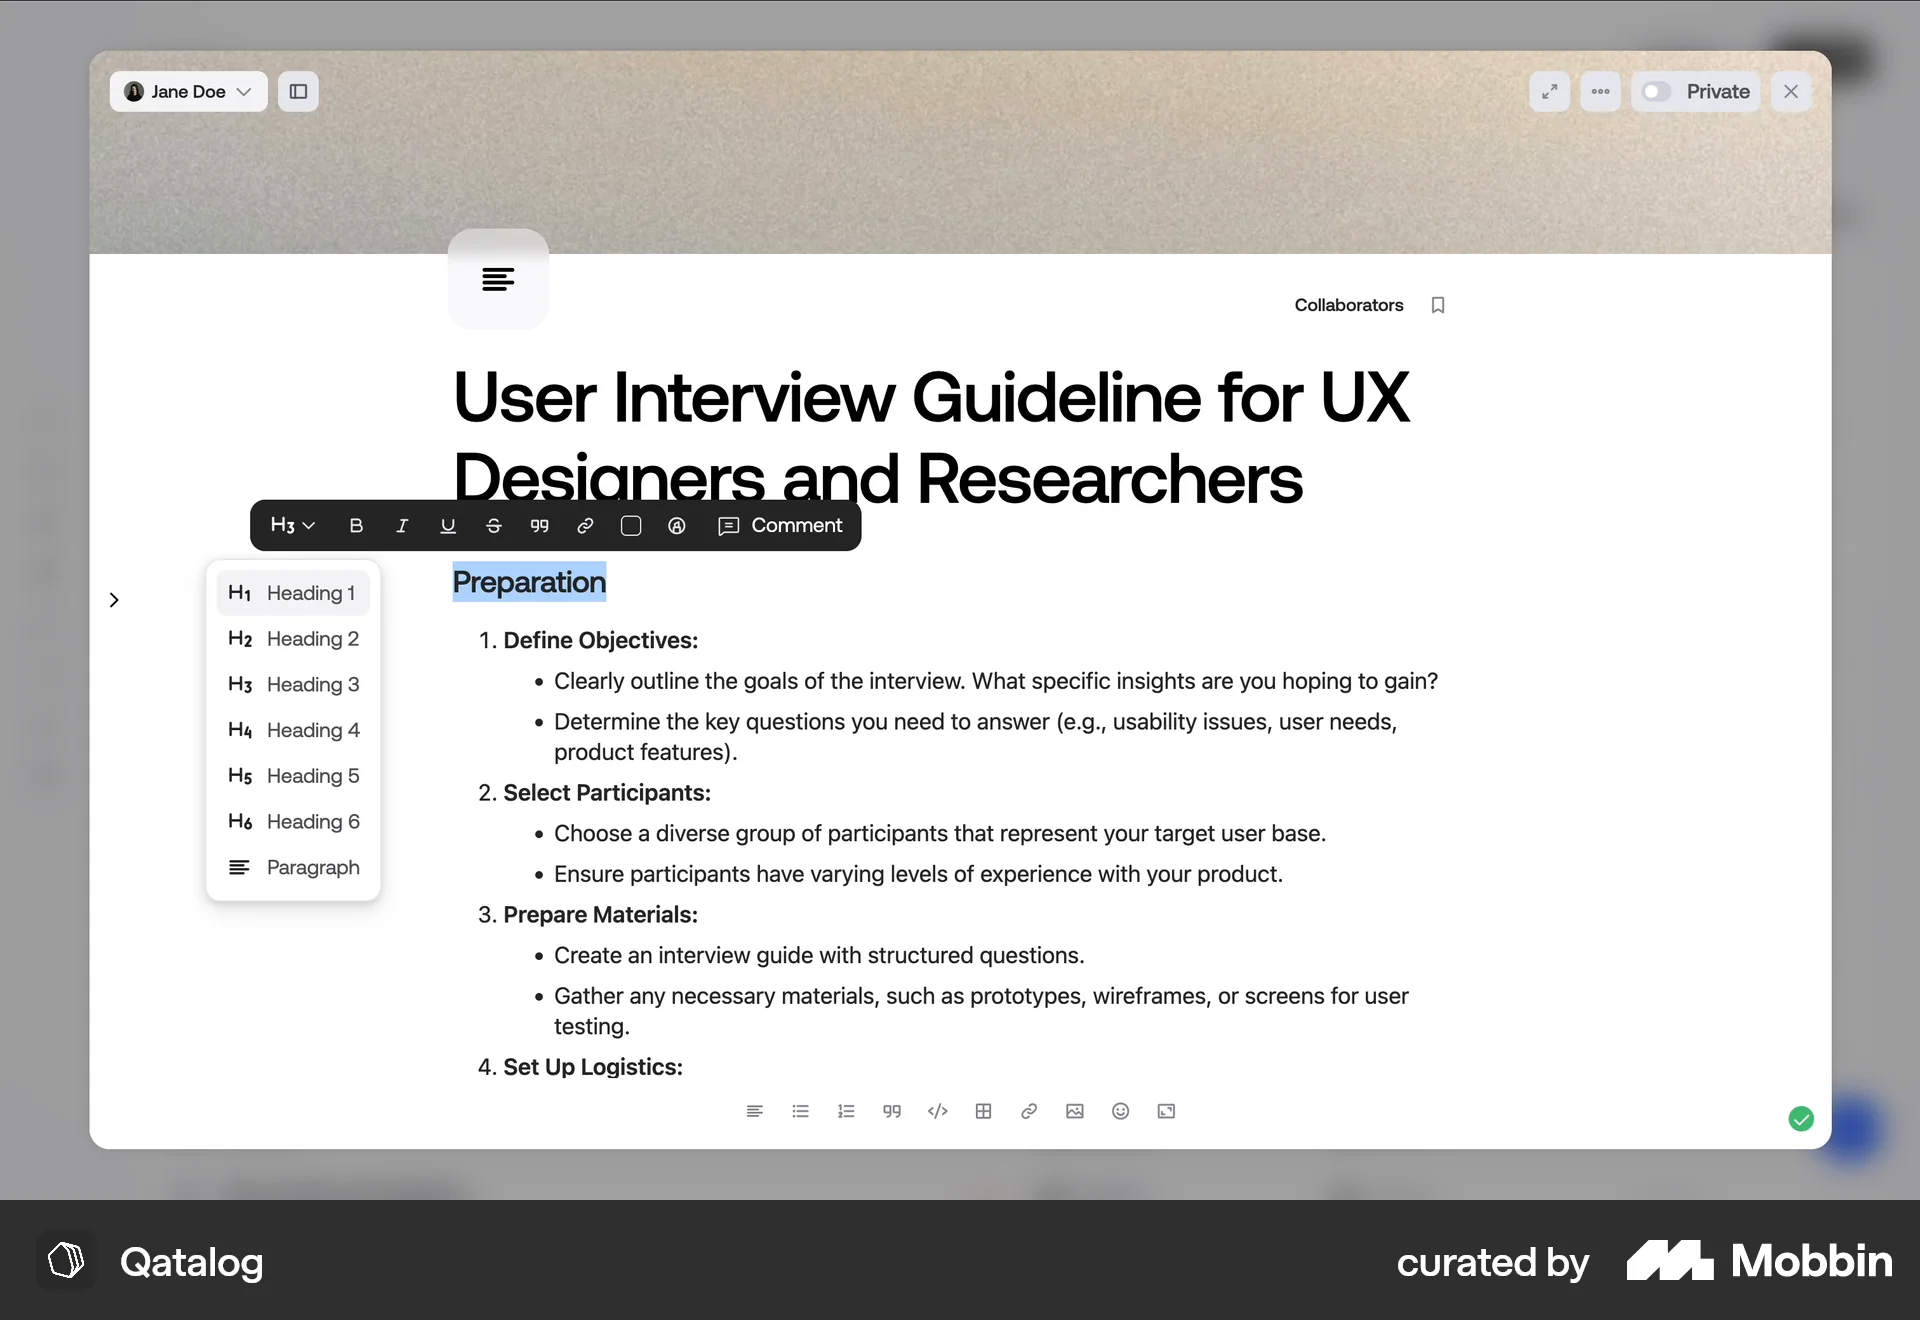 Jane Doe
Private
Collaborators
User Interview Guideline for UX
Designers and Researchers
H3
B
I
U
S
Comment
Preparation
H1 Heading 1
H2 Heading 2
H3 Heading 3
H4 Heading 4
H5 Heading 5
H6 Heading 6
Paragraph
1. Define Objectives:
• Clearly outline the goals of the interview. What specific insights are you hoping to gain?
• Determine the key questions you need to answer (e.g., usability issues, user needs,
product features).
2. Select Participants:
• Choose a diverse group of participants that represent your target user base.
• Ensure participants have varying levels of experience with your product.
3. Prepare Materials:
• Create an interview guide with structured questions.
• Gather any necessary materials, such as prototypes, wireframes, or screens for user
testing.
4. Set Up Logistics:
Qatalog
curated by Mobbin